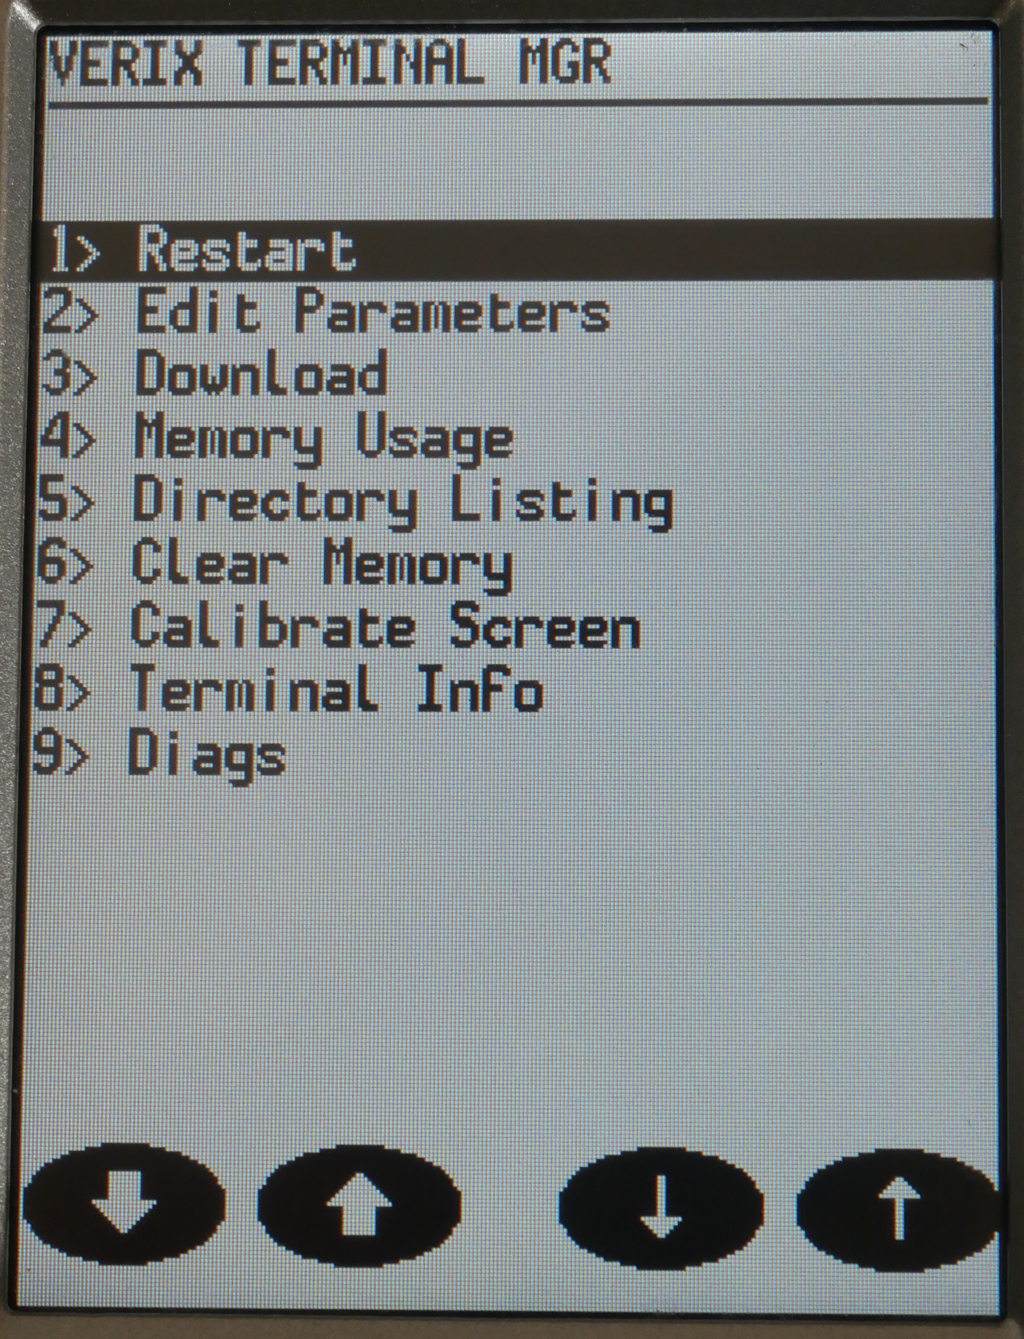 VERIX TERMINAL MGR
1> Restart
2> Edit Parameters
3> Download
4> Memory Usage
5> Directory Listing
6> Clear Memory
7> Calibrate Screen
8> Terminal Info
9> Diags